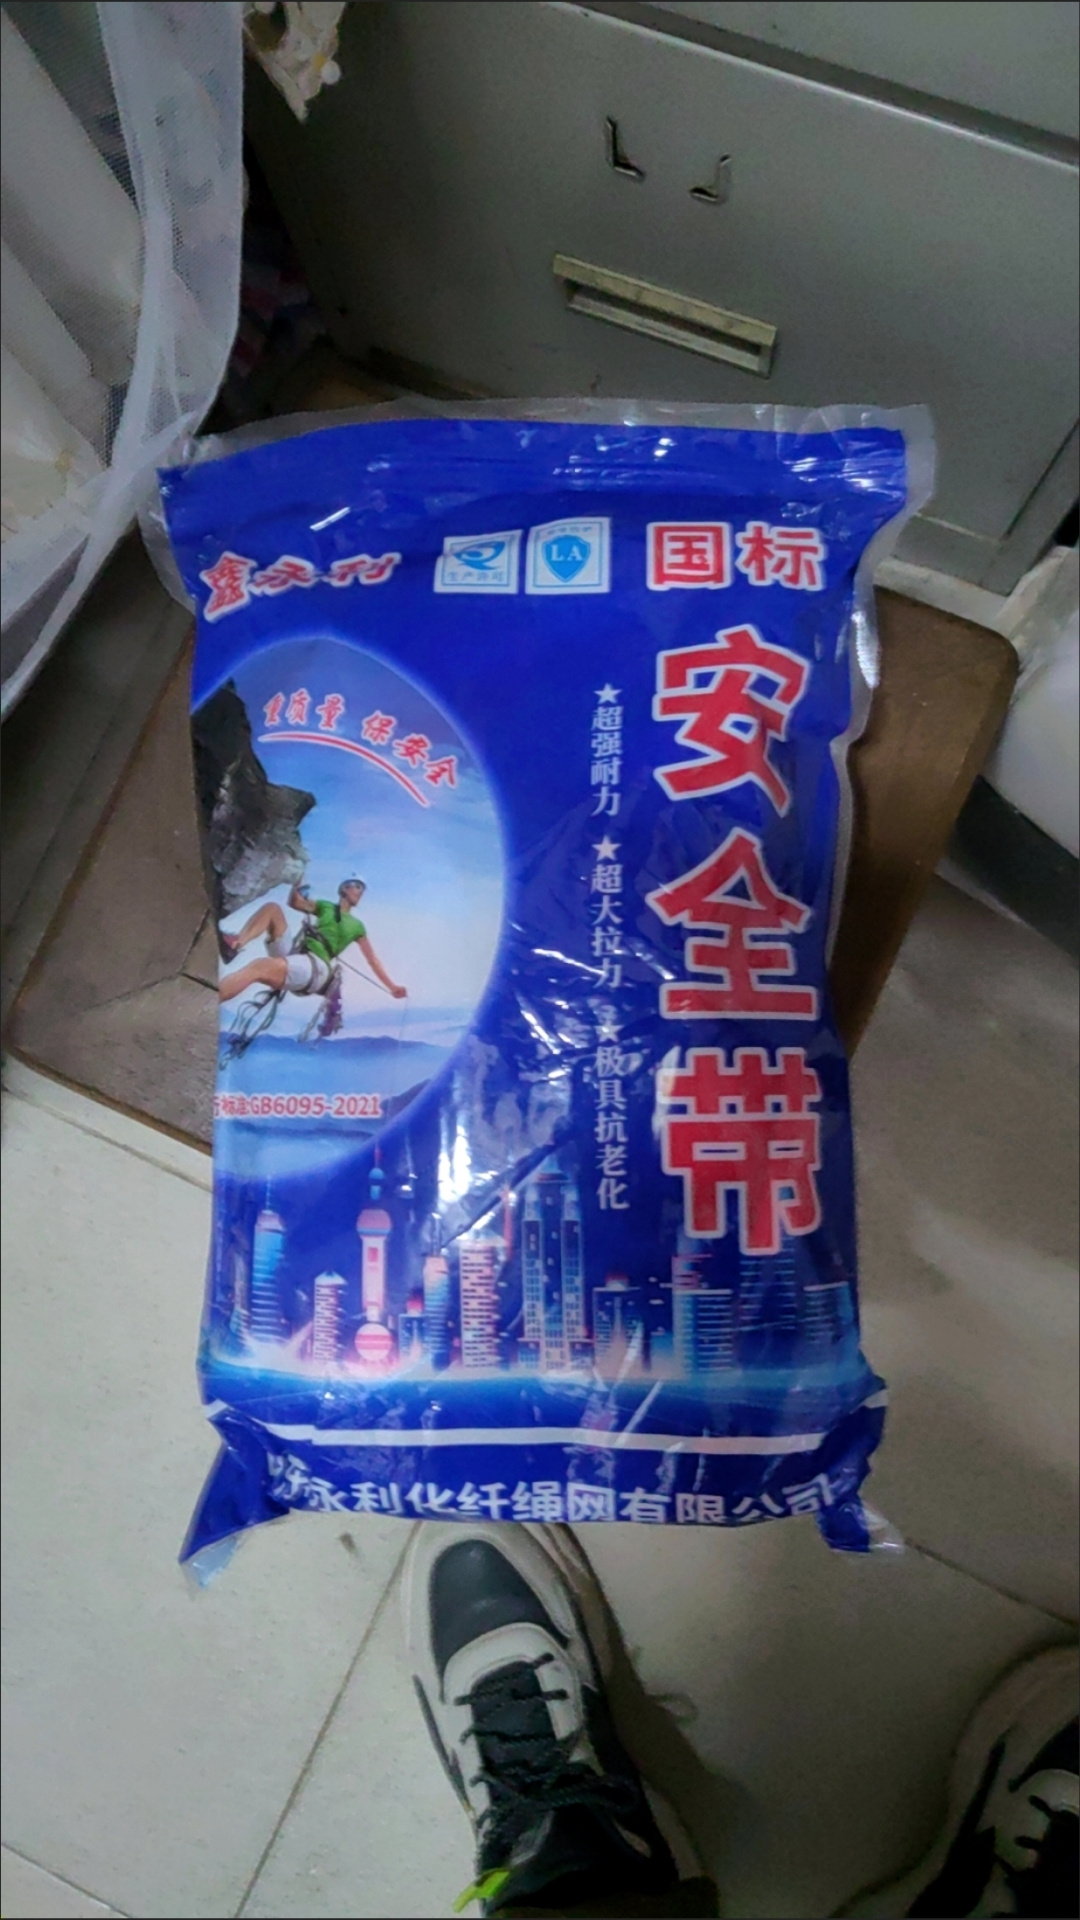 鑫永利
生产许可
LA
国标
安全带
重质量 保安全
★超强耐力 ★超大拉力 ★极具抗老化
标准:GB6095-2021
永利化纤绳网有限公司